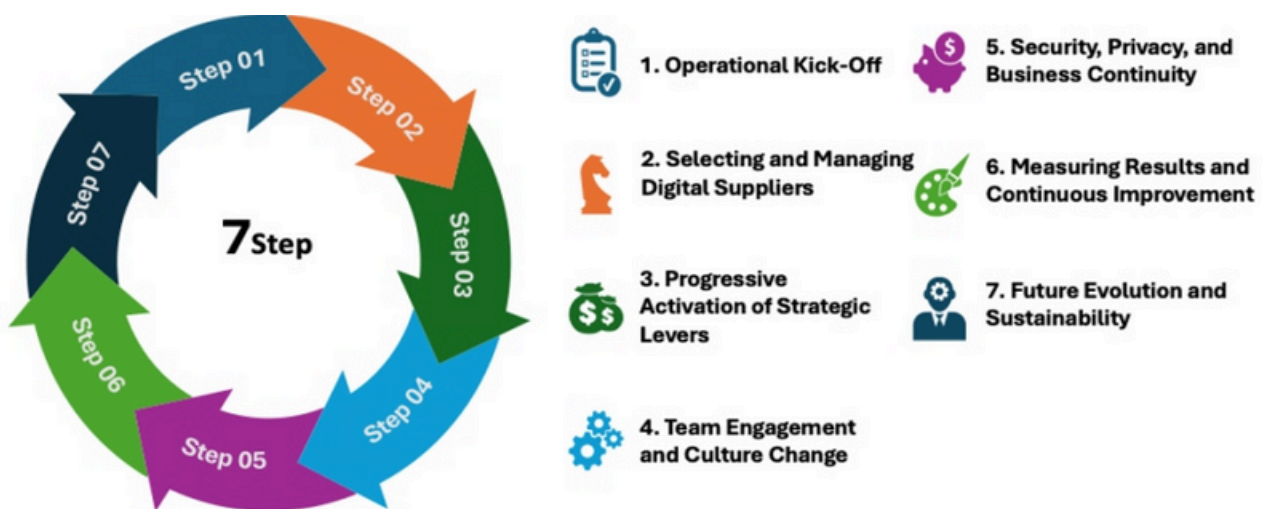 Step 01
Step 02
Step 03
Step 04
Step 05
Step 06
Step 07
7Step
1. Operational Kick-Off
2. Selecting and Managing
Digital Suppliers
3. Progressive
Activation of Strategic
Levers
4. Team Engagement
and Culture Change
5. Security, Privacy, and
Business Continuity
6. Measuring Results and
Continuous Improvement
7. Future Evolution and
Sustainability
$
$
$